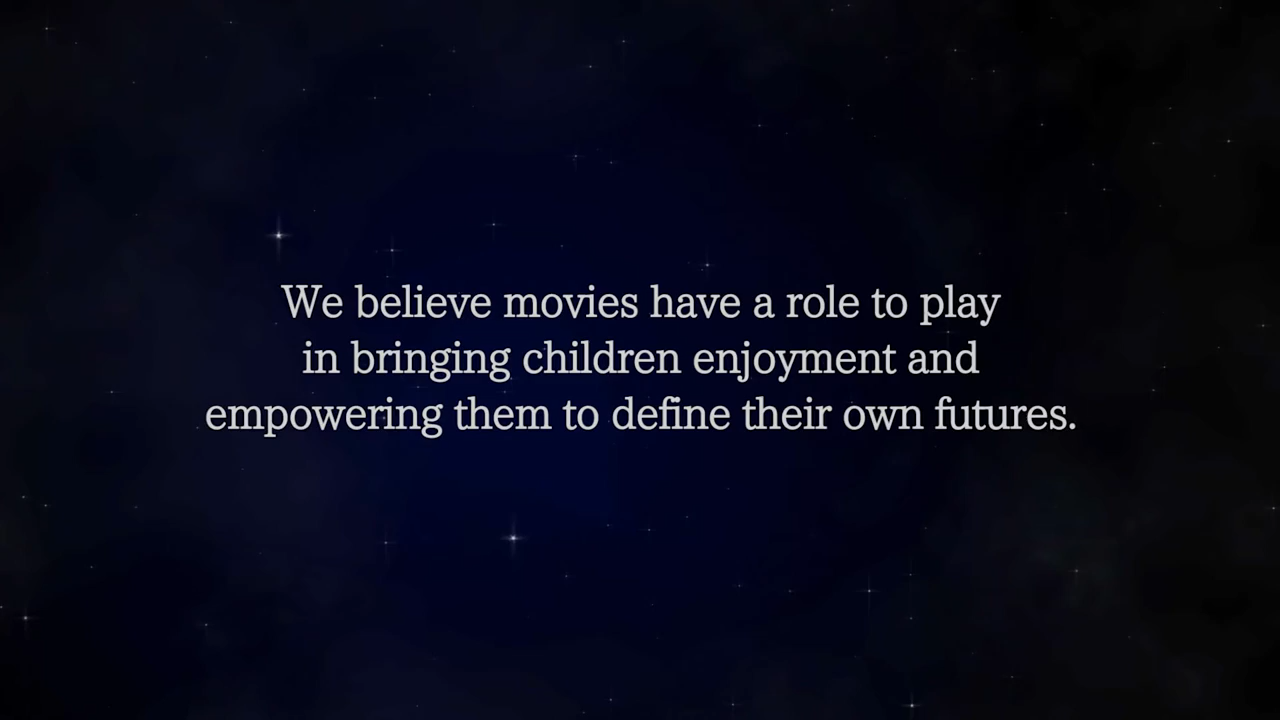 We believe movies have a role to play
in bringing children enjoyment and
empowering them to define their own futures.